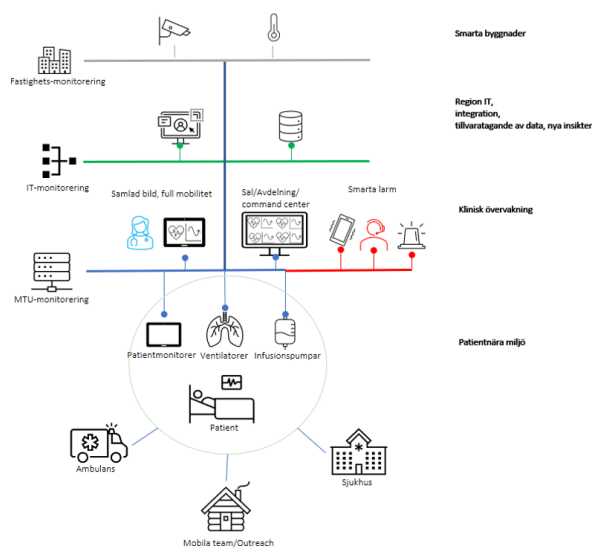 Smarta byggnader
Fastighets-monitorering
Region IT,
integration,
tillvaratagande av data, nya insikter
IT-monitorering
Samlad bild, full mobilitet
Sal/Avdelning/
command center
Smarta larm
Klinisk övervakning
MTU-monitorering
Patientnära miljö
Patientmonitorer
Ventilatorer
Infusionspumpar
Patient
Ambulans
Sjukhus
Mobila team/Outreach